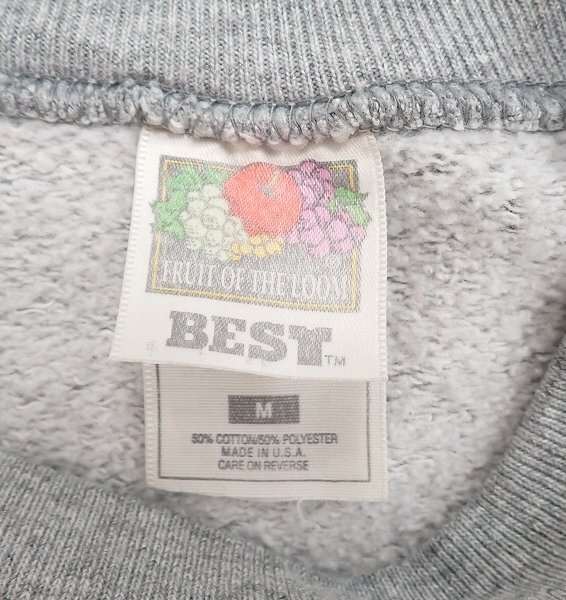 FRUIT OF THE LOOM
BEST™
M
50% COTTON/50% POLYESTER
MADE IN U.S.A.
CARE ON REVERSE